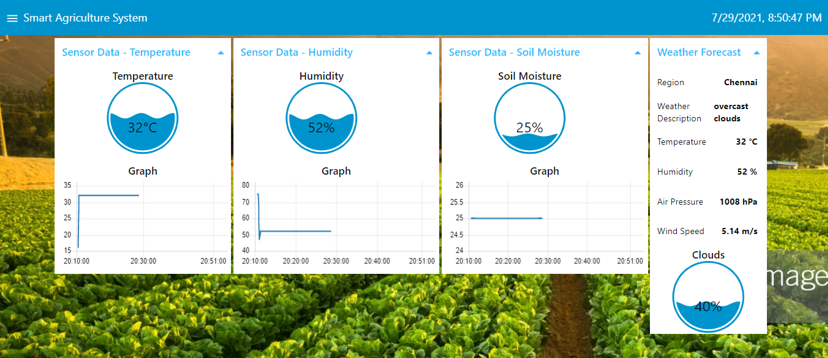 Smart Agriculture System
7/29/2021, 8:50:47 PM
Sensor Data - Temperature
Temperature
32°C
Graph
35
30
25
20
15
20:10:00 20:30:00 20:51:00
Sensor Data - Humidity
Humidity
52%
Graph
80
70
60
50
40
20:10:00 20:20:00 20:30:00 20:40:00 20:51:00
Sensor Data - Soil Moisture
Soil Moisture
25%
Graph
26
25.5
25
24.5
24
20:10:00 20:20:00 20:30:00 20:40:00 20:51:00
Weather Forecast
Region Chennai
Weather Description overcast clouds
Temperature 32 °C
Humidity 52 %
Air Pressure 1008 hPa
Wind Speed 5.14 m/s
Clouds
40%
mage